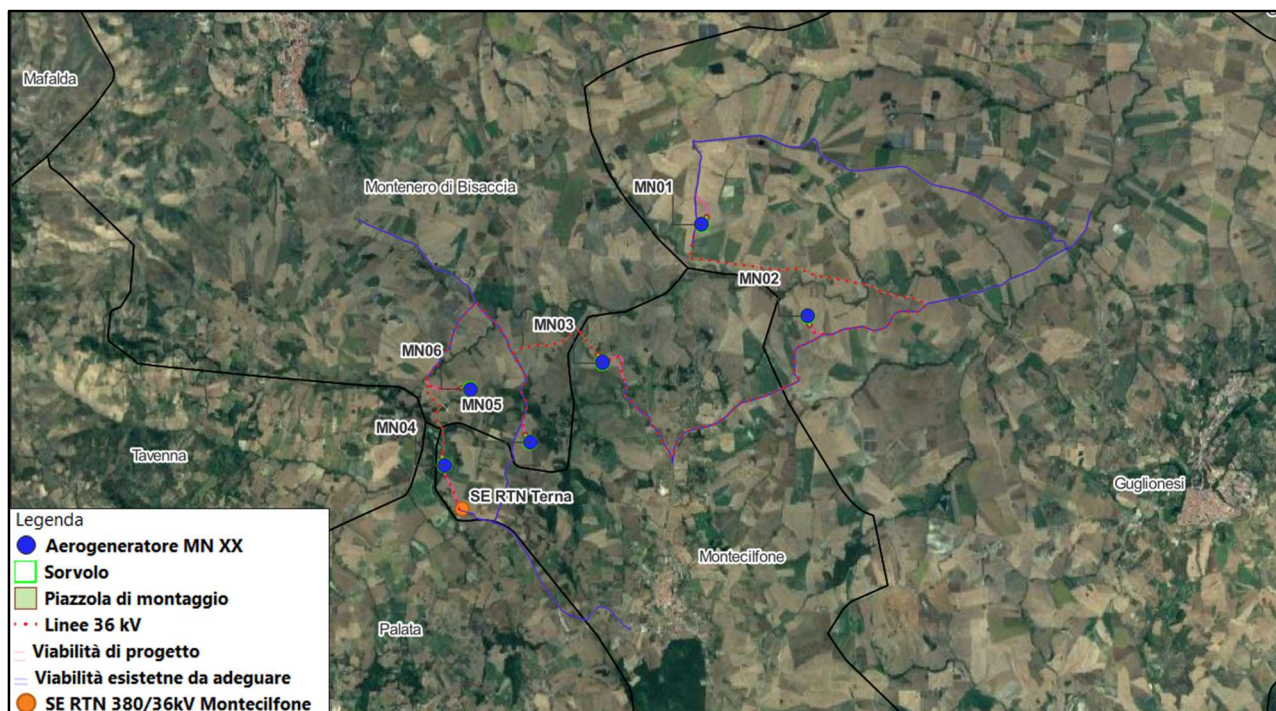 Mafalda
Montenero di Bisaccia
MN01
MN02
MN03
MN06
MN05
MN04
Tavenna
SE RTN Terna
Guglionesi
Montecilfone
Palata
Legenda
Aerogeneratore MN XX
Sorvolo
Piazzola di montaggio
Linee 36 kV
Viabilità di progetto
Viabilità esistetne da adeguare
SE RTN 380/36kV Montecilfone